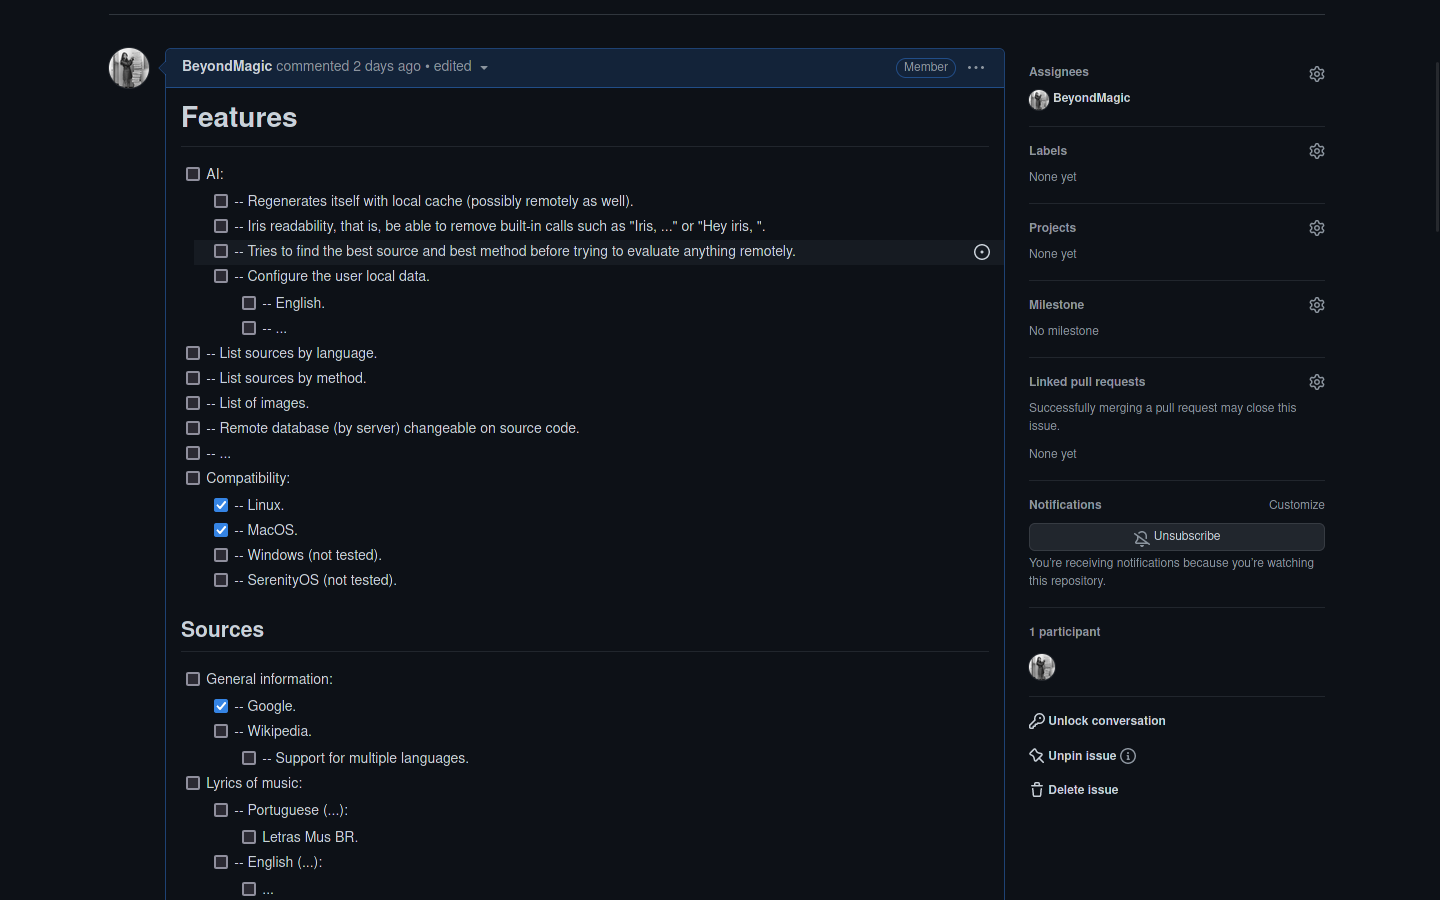 BeyondMagic commented 2 days ago • edited
Member
Features
AI:
-- Regenerates itself with local cache (possibly remotely as well).
-- Iris readability, that is, be able to remove built-in calls such as "Iris, ..." or "Hey iris, ".
-- Tries to find the best source and best method before trying to evaluate anything remotely.
-- Configure the user local data.
-- English.
-- ...
-- List sources by language.
-- List sources by method.
-- List of images.
-- Remote database (by server) changeable on source code.
-- ...
Compatibility:
-- Linux.
-- MacOS.
-- Windows (not tested).
-- SerenityOS (not tested).
Sources
General information:
-- Google.
-- Wikipedia.
-- Support for multiple languages.
Lyrics of music:
-- Portuguese (...):
Letras Mus BR.
-- English (...):
...
Assignees
BeyondMagic
Labels
None yet
Projects
None yet
Milestone
No milestone
Linked pull requests
Successfully merging a pull request may close this
issue.
None yet
Notifications
Customize
Unsubscribe
You're receiving notifications because you're watching
this repository.
1 participant
Unlock conversation
Unpin issue
Delete issue